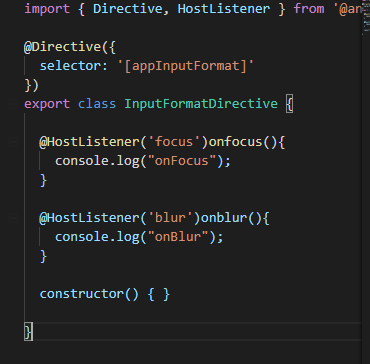 import { Directive, HostListener } from '@an
@Directive({
selector: '[appInputFormat]'
})
export class InputFormatDirective {
@HostListener('focus')onfocus(){
console.log("onFocus");
}
@HostListener('blur')onblur(){
console.log("onBlur");
}
constructor() { }
}